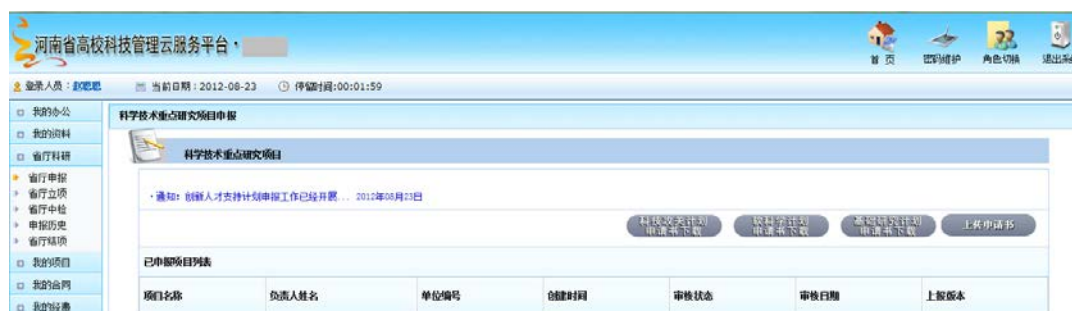 河南省高校科技管理云服务平台·
首 页
密码维护
角色切换
退出系
登录人员：赵聪聪
当前日期：2012-08-23
停留时间:00:01:59
我的办公
我的资料
省厅科研
省厅申报
省厅立项
省厅中检
申报历史
省厅结项
我的项目
我的合同
我的经费
科学技术重点研究项目申报
科学技术重点研究项目
·通知：创新人才支持计划申报工作已经开展... 2012年08月23日
科技攻关计划
申请书下载
软科学计划
申请书下载
基础研究计划
申请书下载
上传申请书
已申报项目列表
项目名称 负责人姓名 单位编号 创建时间 审核状态 审核日期 上报版本